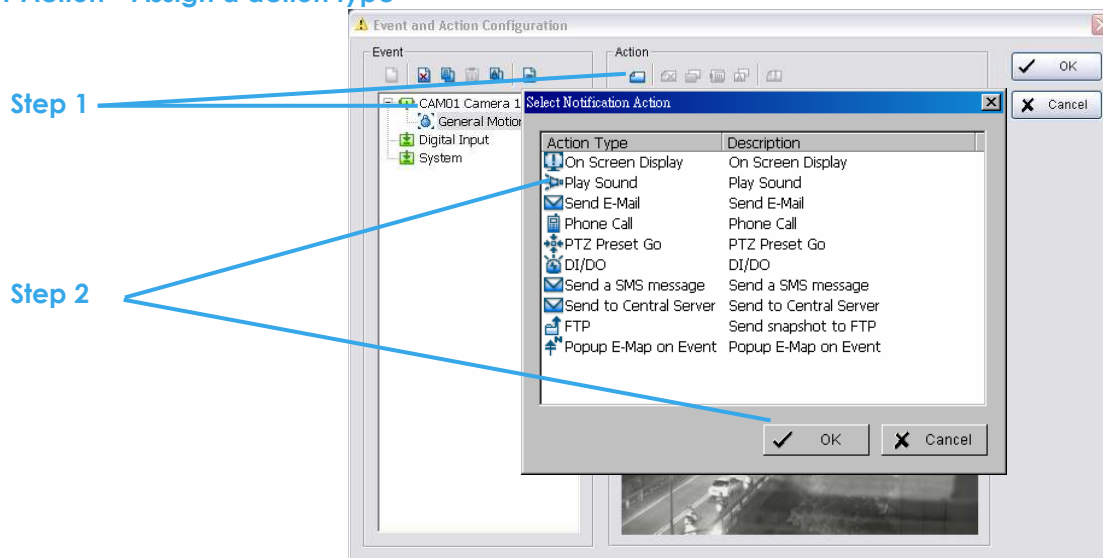 Action - Assign a action type
Event and Action Configuration
Event
Action
OK
Cancel
Step 1
CAM01 Camera 1
General Motion
Digital Input
System
Select Notification Action
Action Type Description
On Screen Display On Screen Display
Play Sound Play Sound
Send E-Mail Send E-Mail
Phone Call Phone Call
PTZ Preset Go PTZ Preset Go
DI/DO DI/DO
Send a SMS message Send a SMS message
Send to Central Server Send to Central Server
FTP Send snapshot to FTP
Popup E-Map on Event Popup E-Map on Event
Step 2
OK Cancel